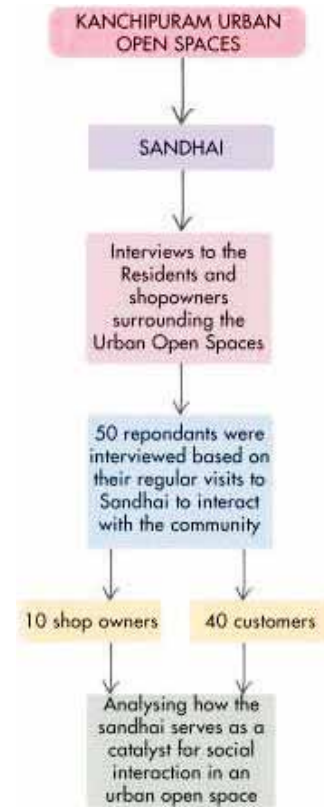 KANCHIPURAM URBAN
OPEN SPACES
SANDHAI
Interviews to the
Residents and
shopowners
surrounding the
Urban Open Spaces
50 repondants were
interviewed based on
their regular visits to
Sandhai to interact
with the community
10 shop owners
40 customers
Analysing how the
sandhai serves as a
catalyst for social
interaction in an
urban open space